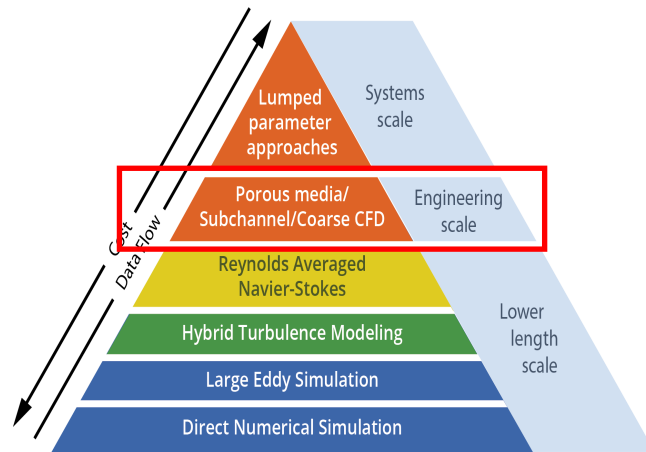 Lumped
parameter
approaches
Systems
scale
Porous media/
Subchannel/Coarse CFD
Engineering
scale
Cost
Data Flow
Reynolds Averaged
Navier-Stokes
Lower
length
scale
Hybrid Turbulence Modeling
Large Eddy Simulation
Direct Numerical Simulation